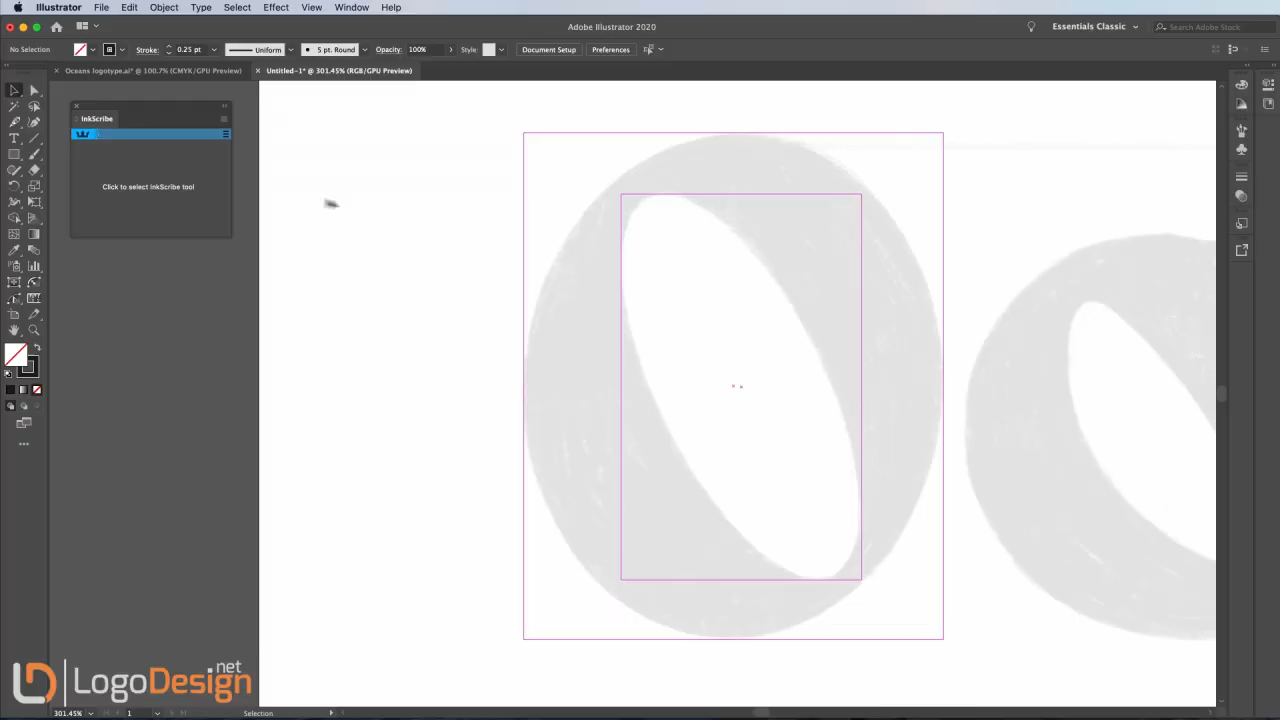 Illustrator File Edit Object Type Select Effect View Window Help
Adobe Illustrator 2020
Essentials Classic
Search Adobe Stock
No Selection
Stroke: 0.25 pt
Uniform
5 pt. Round
Opacity: 100%
Style:
Document Setup
Preferences
Oceans logotype.ai* @ 100.7% (CMYK/GPU Preview)
Untitled-1* @ 301.45% (RGB/GPU Preview)
InkScribe
Click to select InkScribe tool
LogoDesign
net
301.45%
1
Selection